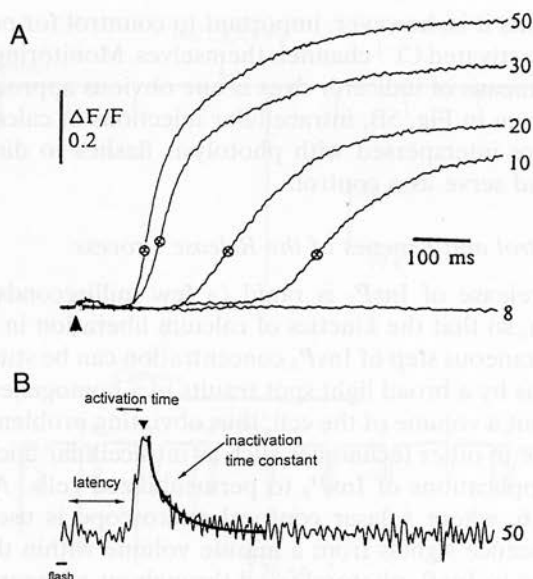 A
ΔF/F
0.2
50
30
20
10
100 ms
8
B
activation time
latency
inactivation
time constant
50
flash